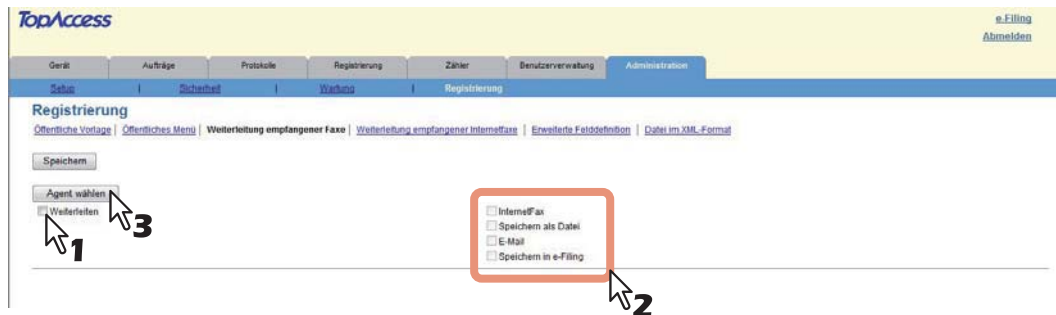 TopAccess
e-Filing
Abmelden
Gerät Aufträge Protokolle Registrierung Zähler Benutzerverwaltung Administration
Setup | Sicherheit | Wartung | Registrierung
Registrierung
Öffentliche Vorlage | Öffentliches Menü | Weiterleitung empfangener Faxe | Weiterleitung empfangener Internetfaxe | Erweiterte Felddefinition | Datei im XML-Format
Speichern
Agent wählen
Weiterleiten
InternetFax
Speichern als Datei
E-Mail
Speichern in e-Filing
1
3
2